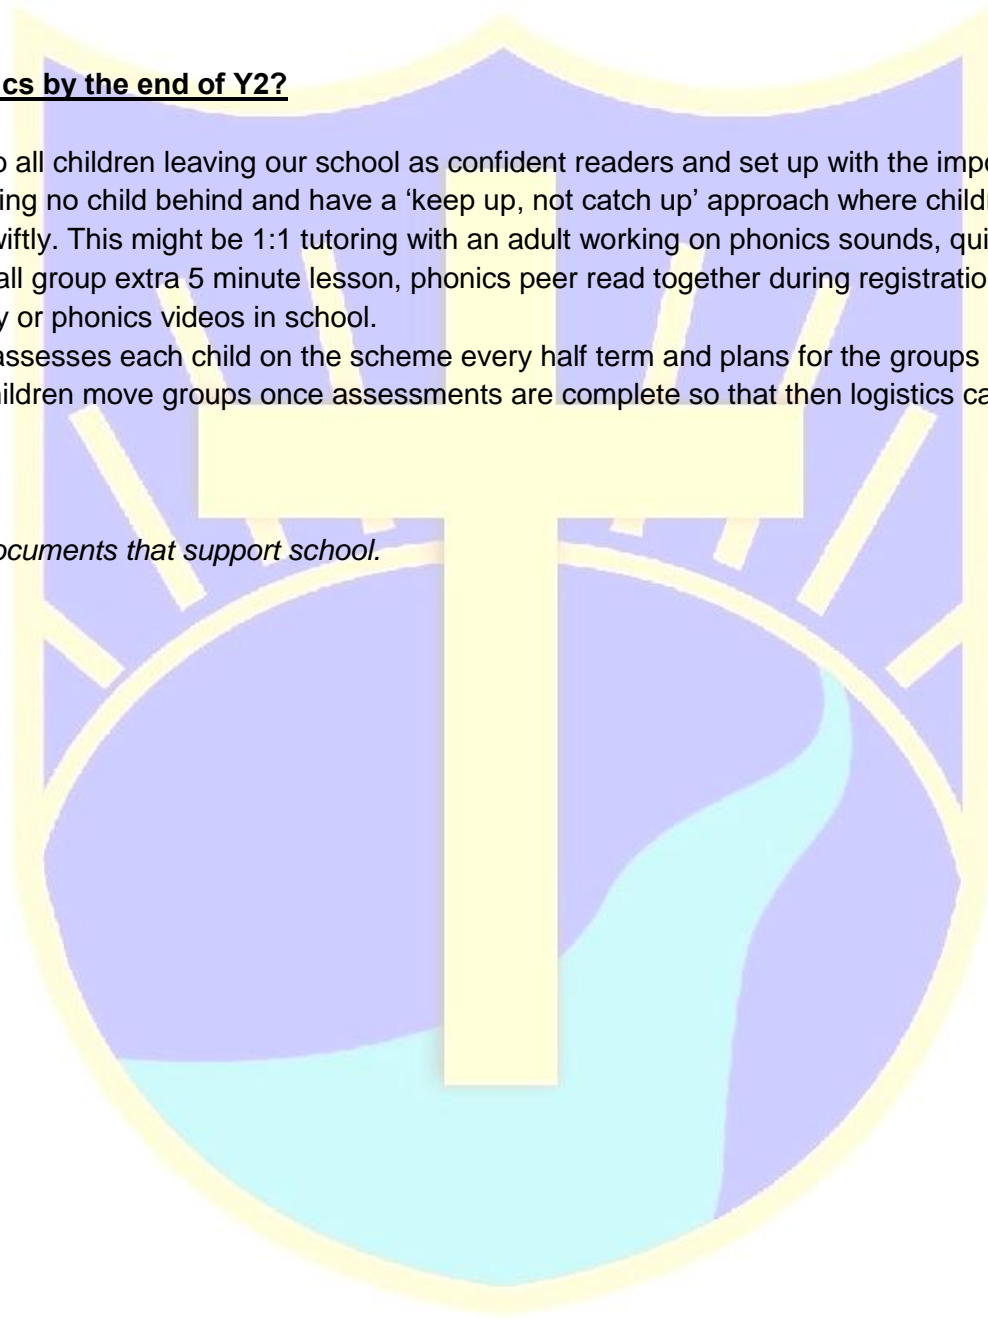 cs by the end of Y2?
o all children leaving our school as confident readers and set up with the impo
ing no child behind and have a ‘keep up, not catch up’ approach where childr
wiftly. This might be 1:1 tutoring with an adult working on phonics sounds, qui
all group extra 5 minute lesson, phonics peer read together during registratio
y or phonics videos in school.
assesses each child on the scheme every half term and plans for the groups
hildren move groups once assessments are complete so that then logistics ca
ocuments that support school.